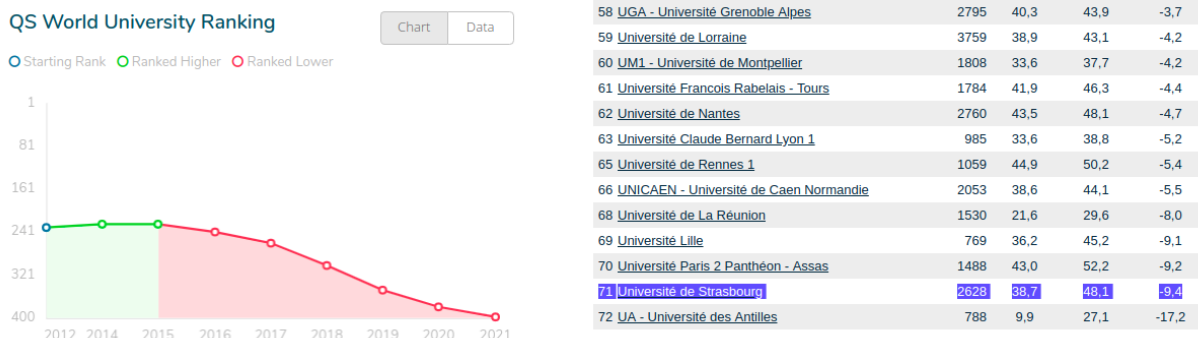 QS World University Ranking
Chart Data
Starting Rank Ranked Higher Ranked Lower
1
81
161
241
321
400
2012 2014 2015 2016 2017 2018 2019 2020 2021
58 UGA - Université Grenoble Alpes 2795 40,3 43,9 -3,7
59 Université de Lorraine 3759 38,9 43,1 -4,2
60 UM1 - Université de Montpellier 1808 33,6 37,7 -4,2
61 Université Francois Rabelais - Tours 1784 41,9 46,3 -4,4
62 Université de Nantes 2760 43,5 48,1 -4,7
63 Université Claude Bernard Lyon 1 985 33,6 38,8 -5,2
65 Université de Rennes 1 1059 44,9 50,2 -5,4
66 UNICAEN - Université de Caen Normandie 2053 38,6 44,1 -5,5
68 Université de La Réunion 1530 21,6 29,6 -8,0
69 Université Lille 769 36,2 45,2 -9,1
70 Université Paris 2 Panthéon - Assas 1488 43,0 52,2 -9,2
71 Université de Strasbourg 2628 38,7 48,1 -9,4
72 UA - Université des Antilles 788 9,9 27,1 -17,2